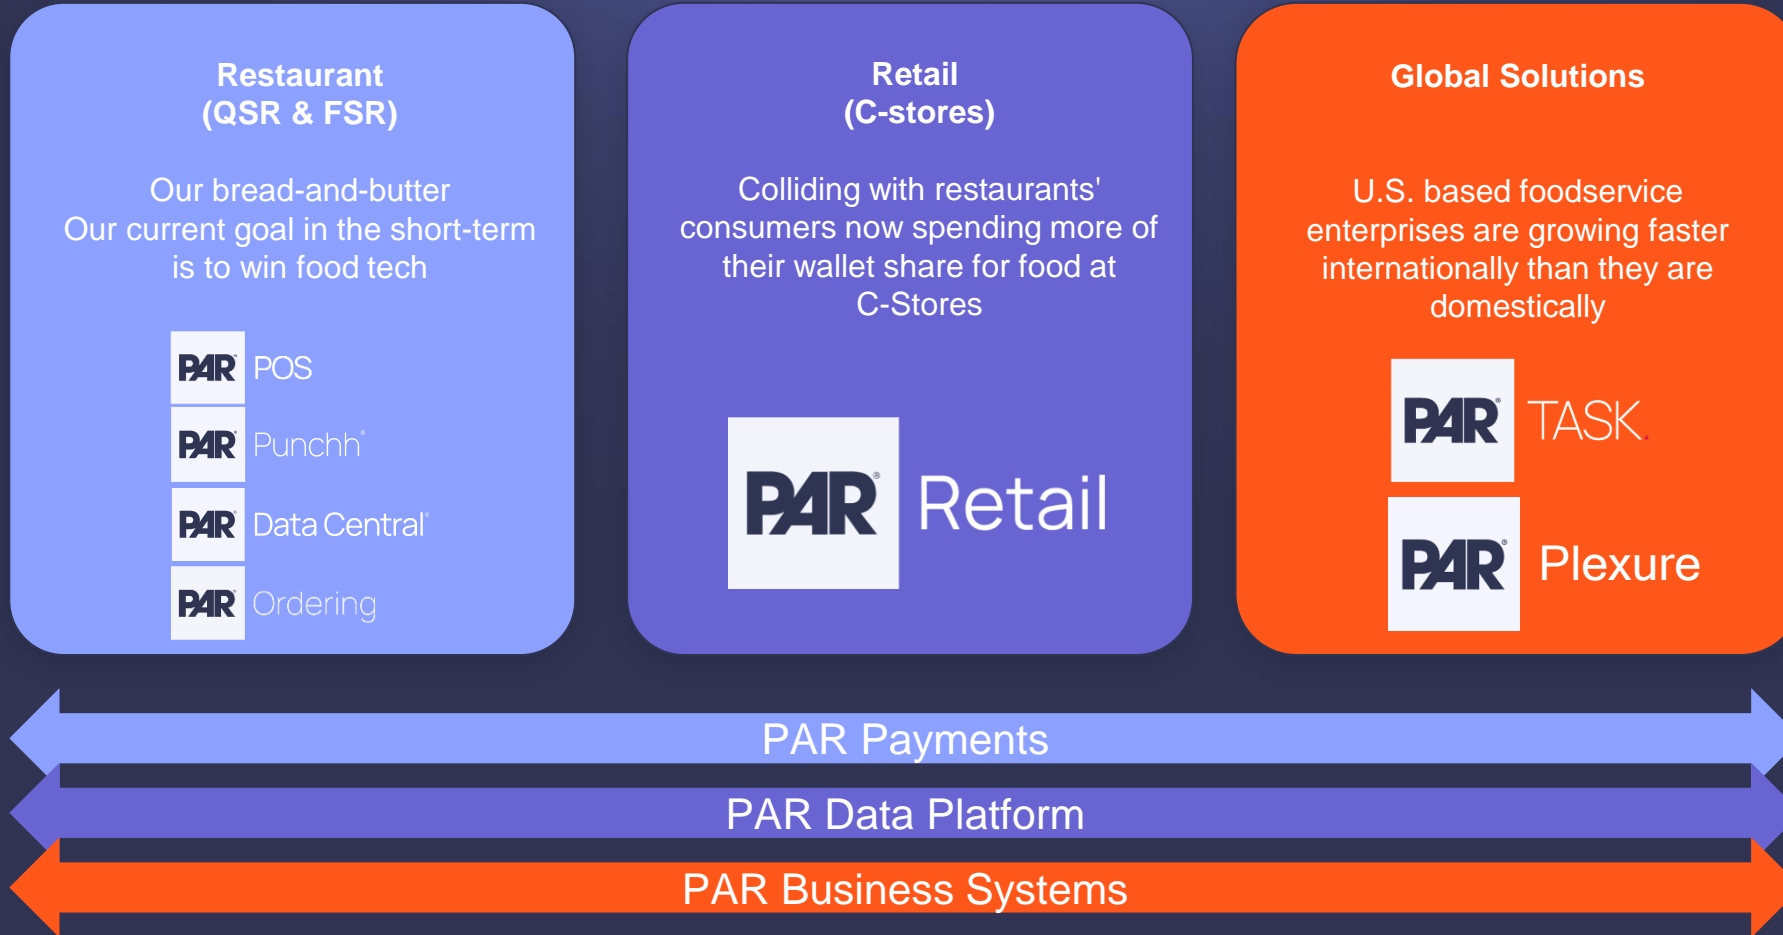 Restaurant
(QSR & FSR)
Our bread-and-butter
Our current goal in the short-term
is to win food tech
PAR POS
PAR® Punchh®
PAR® Data Central®
PAR® Ordering
Retail
(C-stores)
Colliding with restaurants'
consumers now spending more of
their wallet share for food at
C-Stores
PAR® Retail
Global Solutions
U.S. based foodservice
enterprises are growing faster
internationally than they are
domestically
PAR® TASK.
PAR® Plexure
PAR Payments
PAR Data Platform
PAR Business Systems